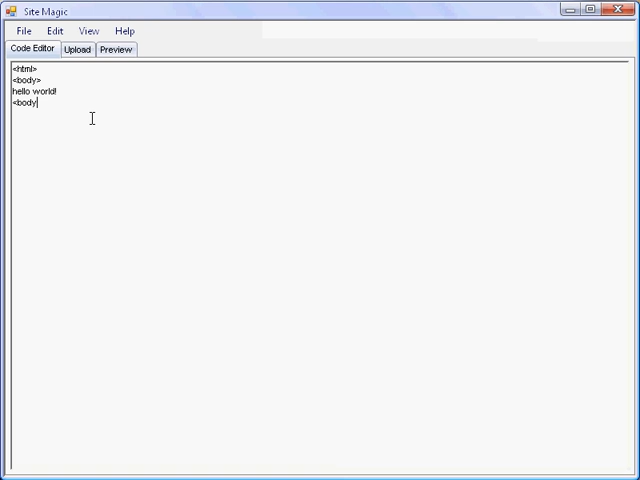 Site Magic
File Edit View Help
Code Editor Upload Preview
<html>
<body>
hello world!
<body